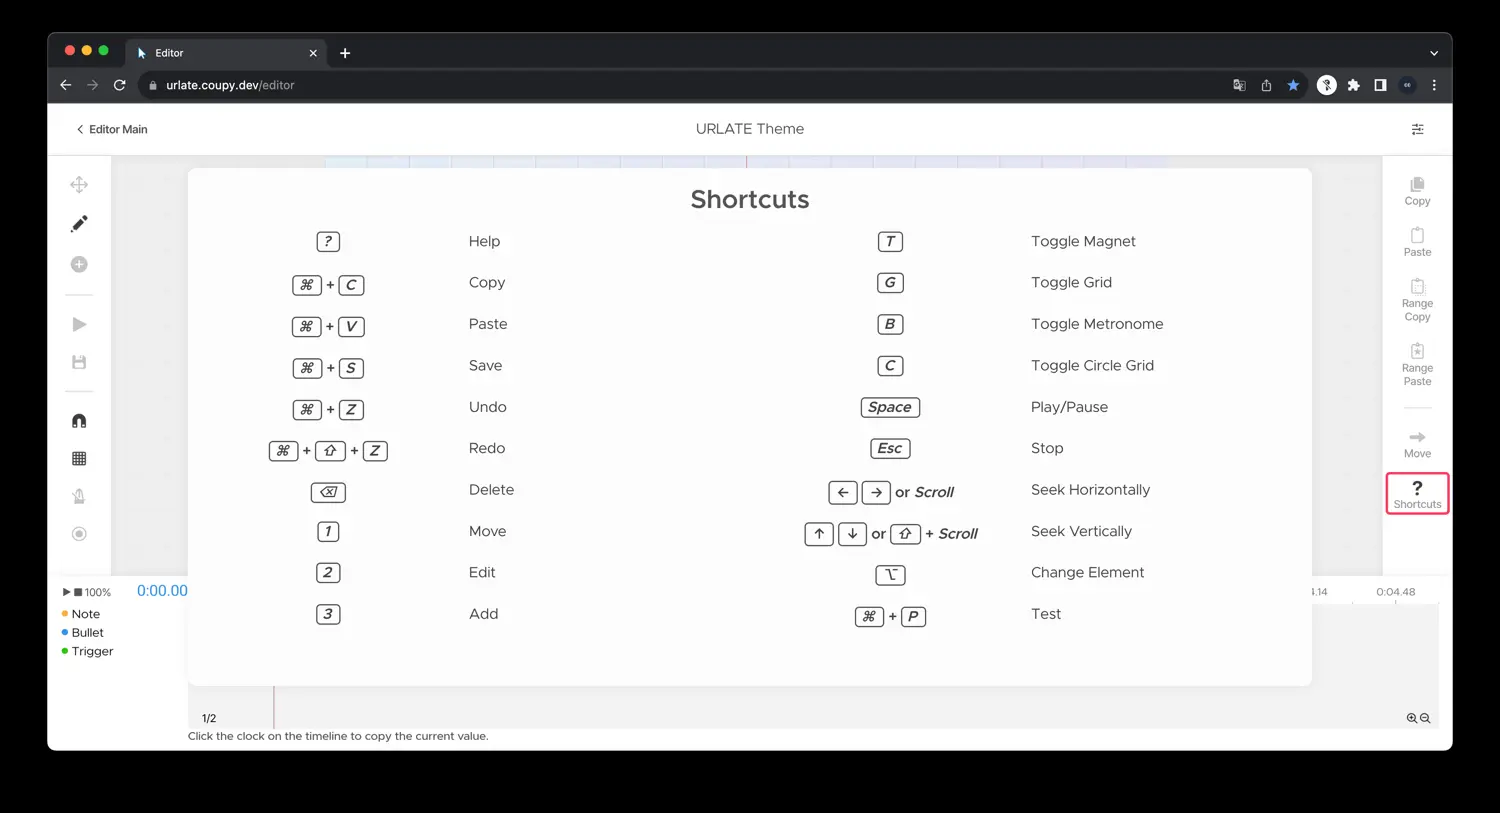 Editor
urlate.coupy.dev/editor
Editor Main
URLATE Theme
Shortcuts
? Help
⌘ + C Copy
⌘ + V Paste
⌘ + S Save
⌘ + Z Undo
⌘ + ⇧ + Z Redo
⌫ Delete
1 Move
2 Edit
3 Add
T Toggle Magnet
G Toggle Grid
B Toggle Metronome
C Toggle Circle Grid
Space Play/Pause
Esc Stop
← → or Scroll Seek Horizontally
↑ ↓ or ⇧ + Scroll Seek Vertically
⌥ Change Element
⌘ + P Test
Copy
Paste
Range
Copy
Range
Paste
Move
?
Shortcuts
100% 0:00.00
Note
Bullet
Trigger
.14 0:04.48
1/2
Click the clock on the timeline to copy the current value.